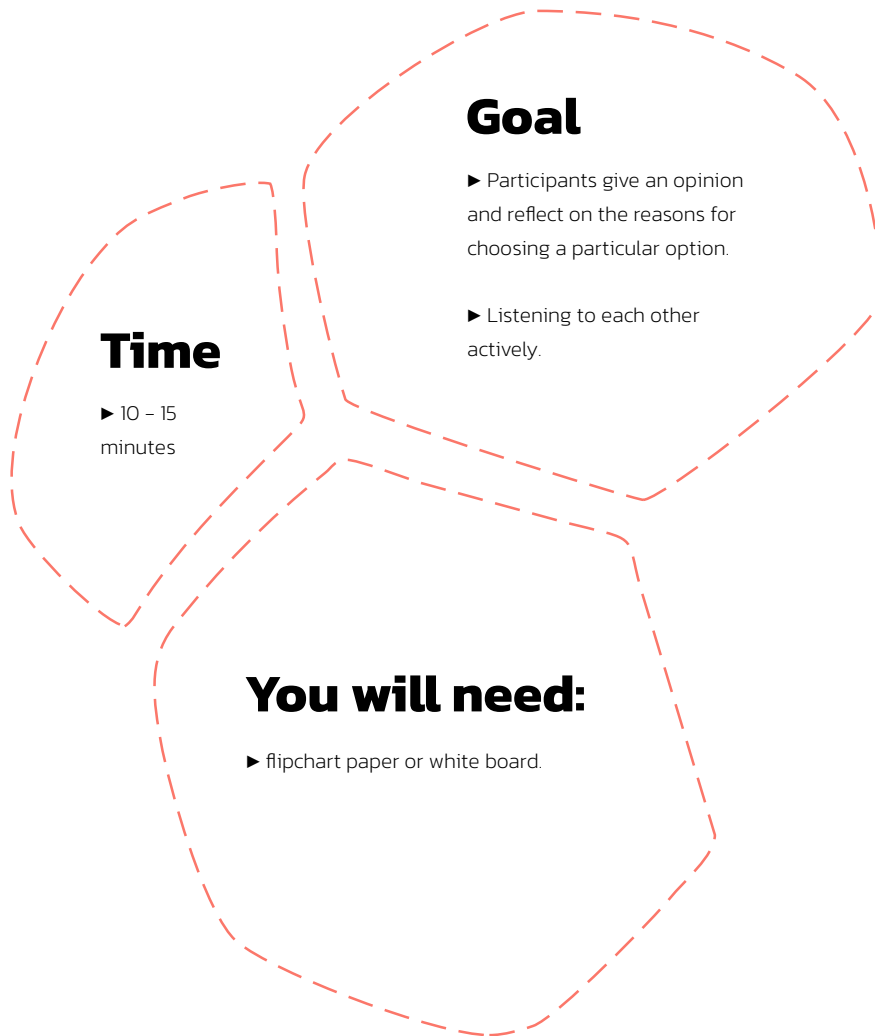 Goal
► Participants give an opinion
and reflect on the reasons for
choosing a particular option.
► Listening to each other
actively.
Time
► 10 – 15
minutes
You will need:
► flipchart paper or white board.